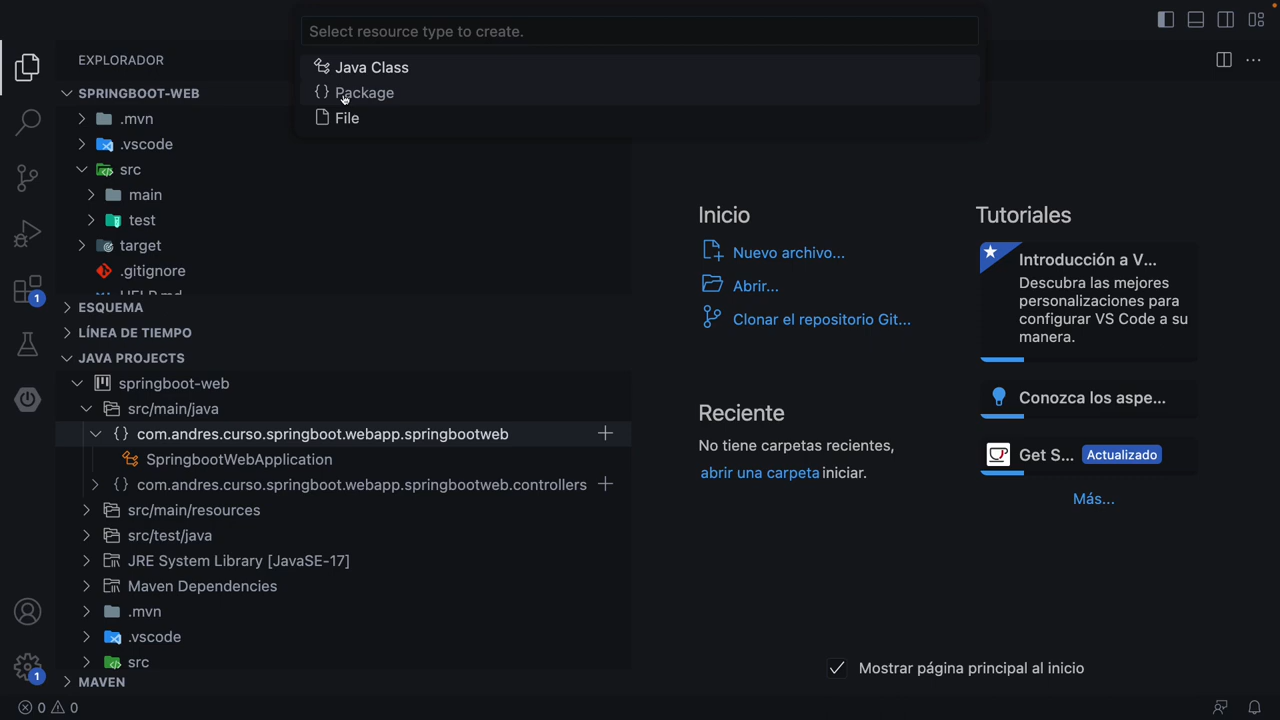 Select resource type to create.
Java Class
Package
File
EXPLORADOR
SPRINGBOOT-WEB
.mvn
.vscode
src
main
test
target
.gitignore
HELP.md
ESQUEMA
LÍNEA DE TIEMPO
JAVA PROJECTS
springboot-web
src/main/java
com.andres.curso.springboot.webapp.springbootweb
SpringbootWebApplication
com.andres.curso.springboot.webapp.springbootweb.controllers
src/main/resources
src/test/java
JRE System Library [JavaSE-17]
Maven Dependencies
.mvn
.vscode
src
MAVEN
1
1
0 0
Inicio
Nuevo archivo...
Abrir...
Clonar el repositorio Git...
Reciente
No tiene carpetas recientes,
abrir una carpeta iniciar.
Tutoriales
Introducción a V...
Descubra las mejores
personalizaciones para
configurar VS Code a su
manera.
Conozca los aspe...
Get S... Actualizado
Más...
Mostrar página principal al inicio